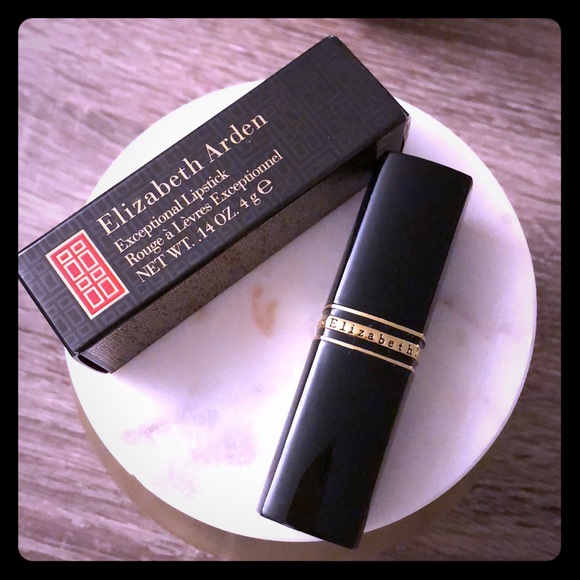 Elizabeth Arden
Exceptional Lipstick
Rouge à Lèvres Exceptionnel
NET WT. .14 OZ. 4 g ℮
Elizabeth